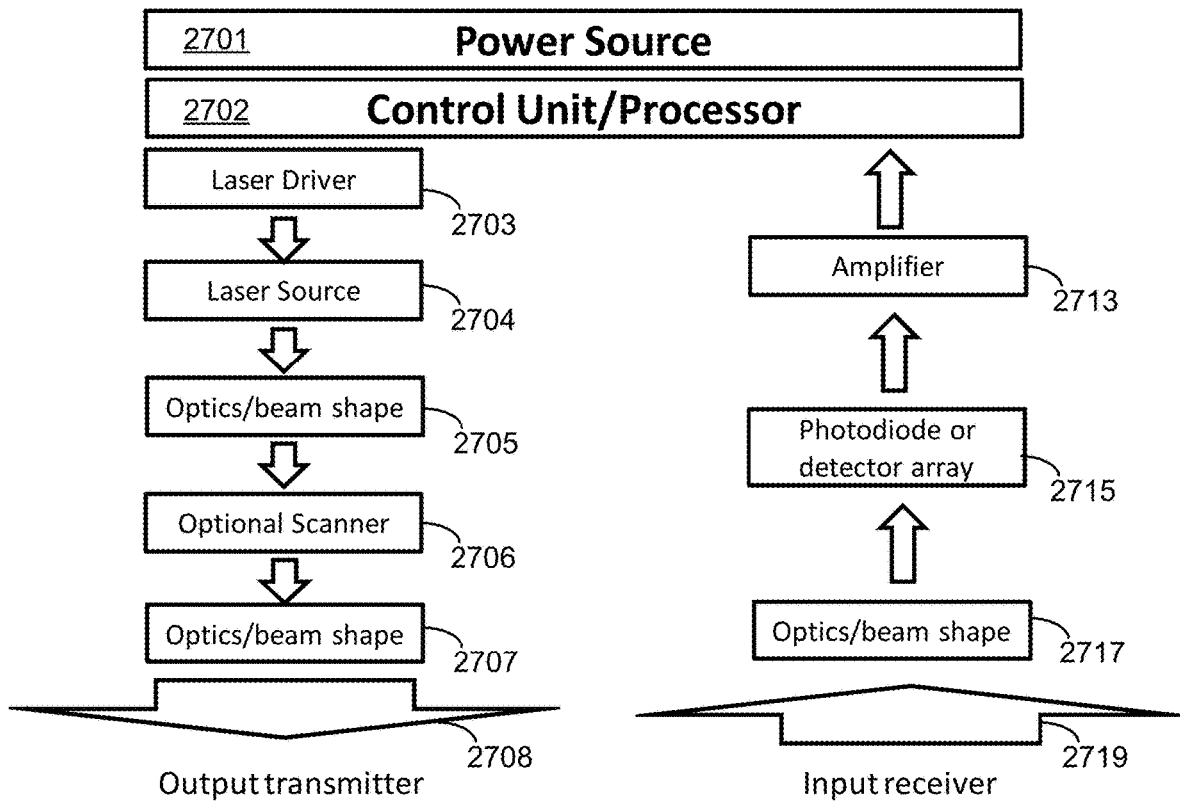 2701 Power Source
2702 Control Unit/Processor
Laser Driver
2703
Laser Source
2704
Optics/beam shape
2705
Optional Scanner
2706
Optics/beam shape
2707
2708
Output transmitter
Amplifier
2713
Photodiode or
detector array
2715
Optics/beam shape
2717
2719
Input receiver